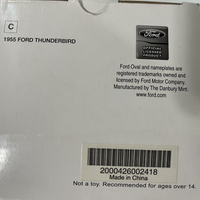 C
1955 FORD THUNDERBIRD
Ford
OFFICIAL
LICENSED
PRODUCT
Ford Oval and nameplates are
registered trademarks owned and
licensed by Ford Motor Company.
Manufactured by The Danbury Mint.
www.ford.com
2000426002418
Made in China
Not a toy. Recommended for ages over 14.